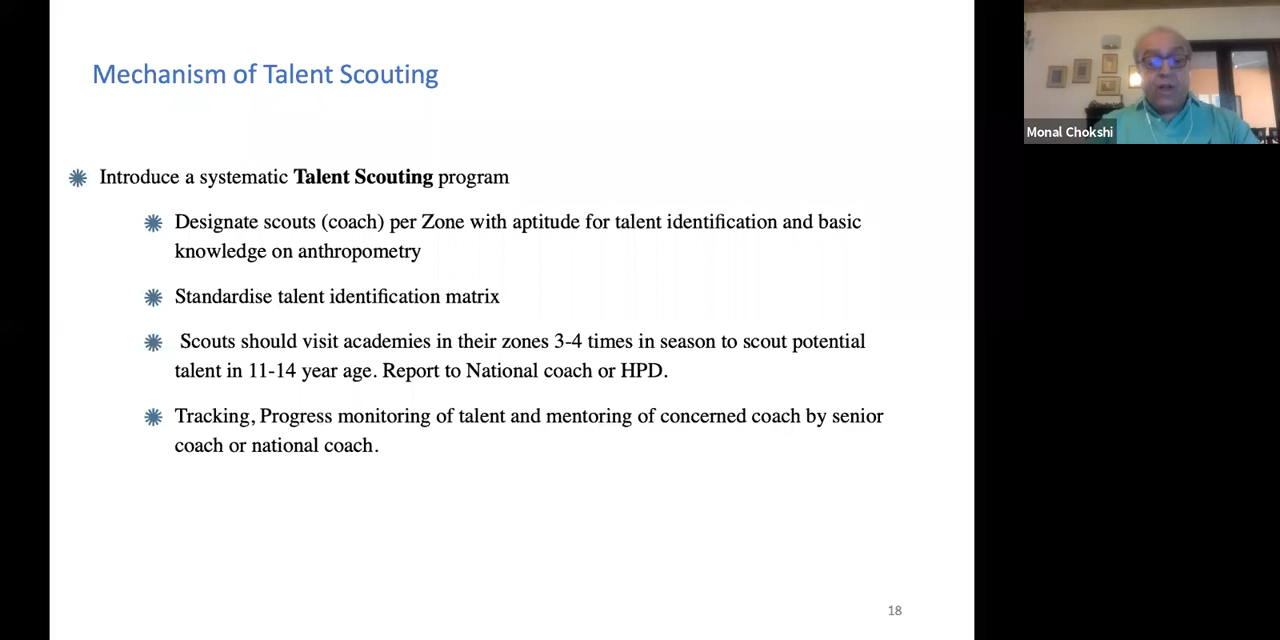 Mechanism of Talent Scouting
Monal Chokshi
Introduce a systematic Talent Scouting program
Designate scouts (coach) per Zone with aptitude for talent identification and basic
knowledge on anthropometry
Standardise talent identification matrix
Scouts should visit academies in their zones 3-4 times in season to scout potential
talent in 11-14 year age. Report to National coach or HPD.
Tracking, Progress monitoring of talent and mentoring of concerned coach by senior
coach or national coach.
18